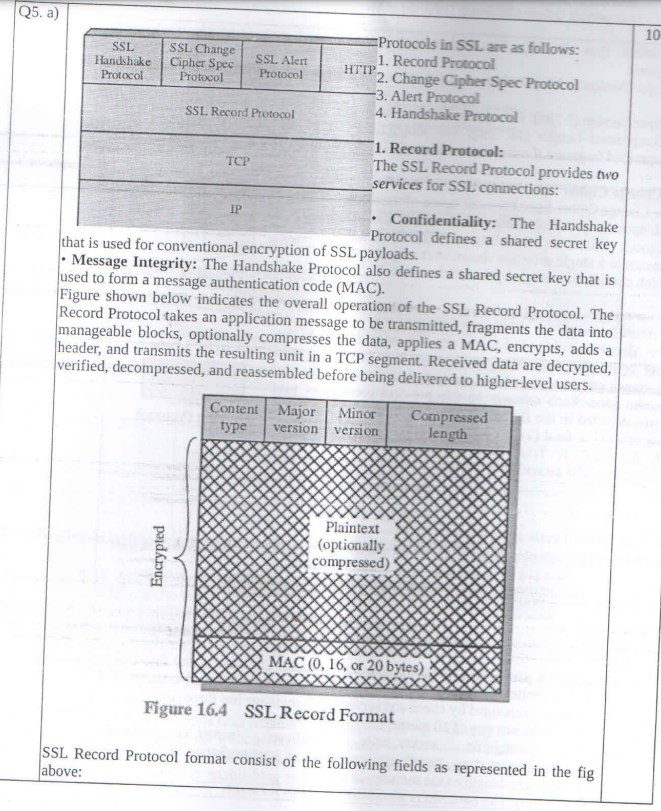 Q5. a)
10
SSL Handshake Protocol
SSL Change Cipher Spec Protocol
SSL Alert Protocol
HTTP
SSL Record Protocol
TCP
IP
Protocols in SSL are as follows:
1. Record Protocol
2. Change Cipher Spec Protocol
3. Alert Protocol
4. Handshake Protocol
1. Record Protocol:
The SSL Record Protocol provides two
services for SSL connections:
• Confidentiality: The Handshake
Protocol defines a shared secret key
that is used for conventional encryption of SSL payloads.
• Message Integrity: The Handshake Protocol also defines a shared secret key that is
used to form a message authentication code (MAC).
Figure shown below indicates the overall operation of the SSL Record Protocol. The
Record Protocol takes an application message to be transmitted, fragments the data into
manageable blocks, optionally compresses the data, applies a MAC, encrypts, adds a
header, and transmits the resulting unit in a TCP segment. Received data are decrypted,
verified, decompressed, and reassembled before being delivered to higher-level users.
Content type
Major version
Minor version
Compressed length
Encrypted
Plaintext
(optionally
compressed)
MAC (0, 16, or 20 bytes)
Figure 16.4 SSL Record Format
SSL Record Protocol format consist of the following fields as represented in the fig
above: